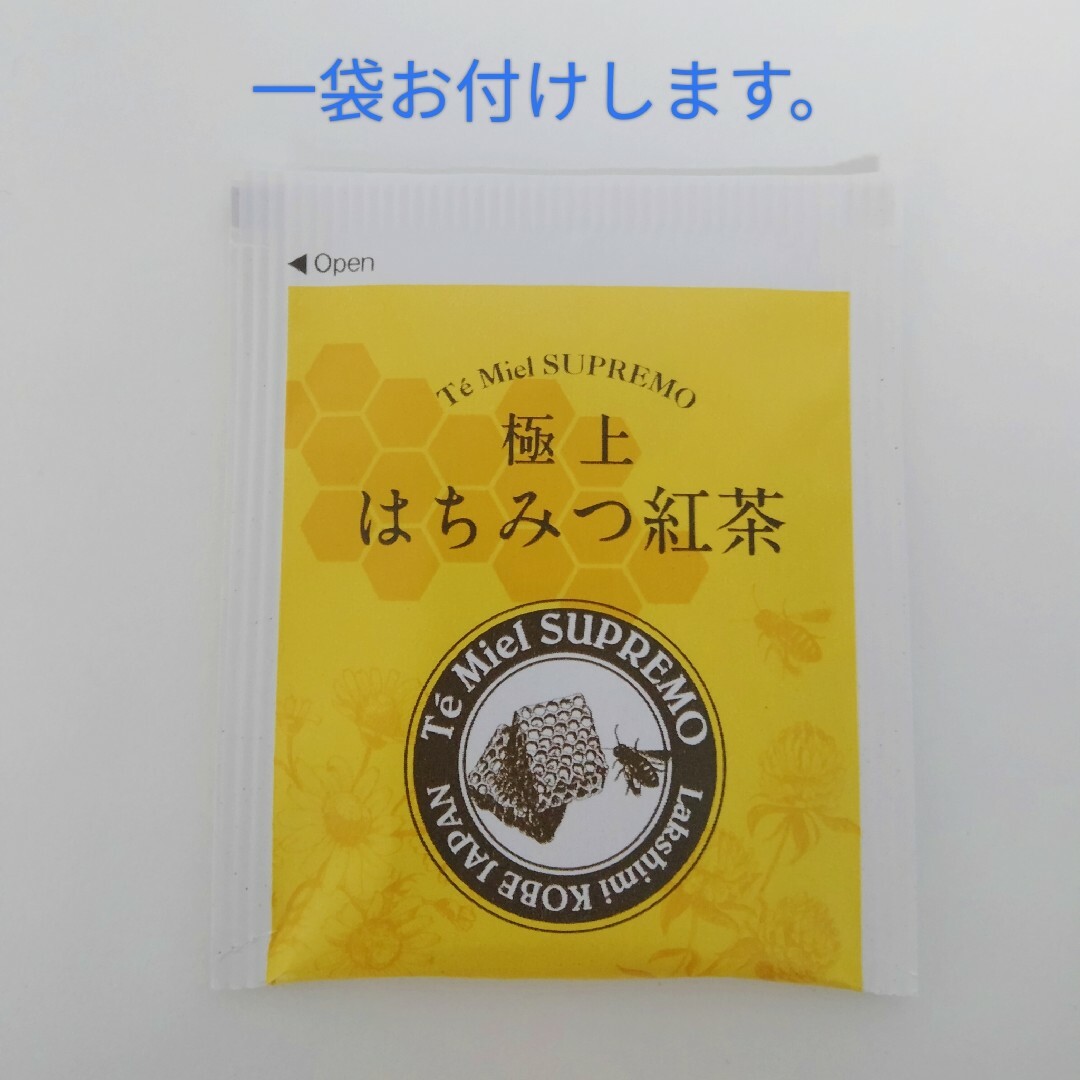 一袋お付けします。
◀ Open
Té Miel SUPREMO
極上
はちみつ紅茶
Té Miel SUPREMO
Lakshimi KOBE JAPAN